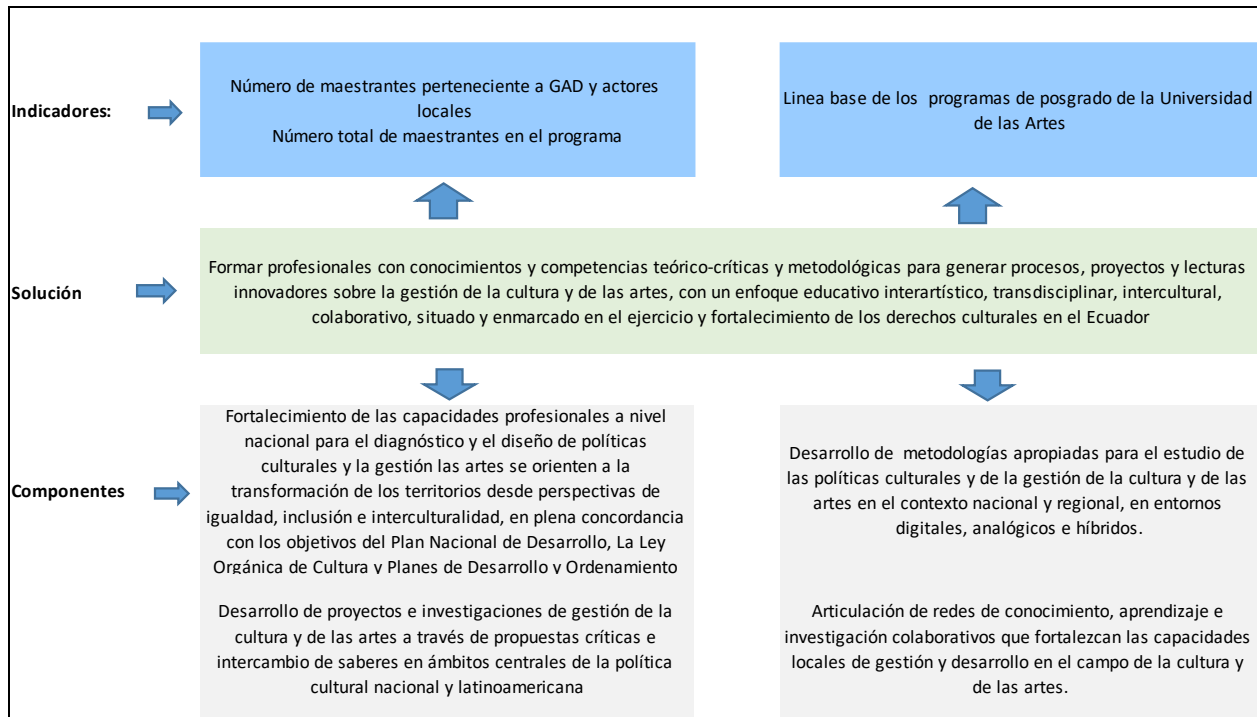 Indicadores:
Número de maestrantes perteneciente a GAD y actores
locales
Número total de maestrantes en el programa
Linea base de los programas de posgrado de la Universidad
de las Artes
Solución
Formar profesionales con conocimientos y competencias teórico-críticas y metodológicas para generar procesos, proyectos y lecturas
innovadores sobre la gestión de la cultura y de las artes, con un enfoque educativo interartístico, transdisciplinar, intercultural,
colaborativo, situado y enmarcado en el ejercicio y fortalecimiento de los derechos culturales en el Ecuador
Componentes
Fortalecimiento de las capacidades profesionales a nivel
nacional para el diagnóstico y el diseño de políticas
culturales y la gestión las artes se orienten a la
transformación de los territorios desde perspectivas de
igualdad, inclusión e interculturalidad, en plena concordancia
con los objetivos del Plan Nacional de Desarrollo, La Ley
Orgánica de Cultura y Planes de Desarrollo y Ordenamiento
Desarrollo de metodologías apropiadas para el estudio de
las políticas culturales y de la gestión de la cultura y de las
artes en el contexto nacional y regional, en entornos
digitales, analógicos e híbridos.
Desarrollo de proyectos e investigaciones de gestión de la
cultura y de las artes a través de propuestas críticas e
intercambio de saberes en ámbitos centrales de la política
cultural nacional y latinoamericana
Articulación de redes de conocimiento, aprendizaje e
investigación colaborativos que fortalezcan las capacidades
locales de gestión y desarrollo en el campo de la cultura y
de las artes.